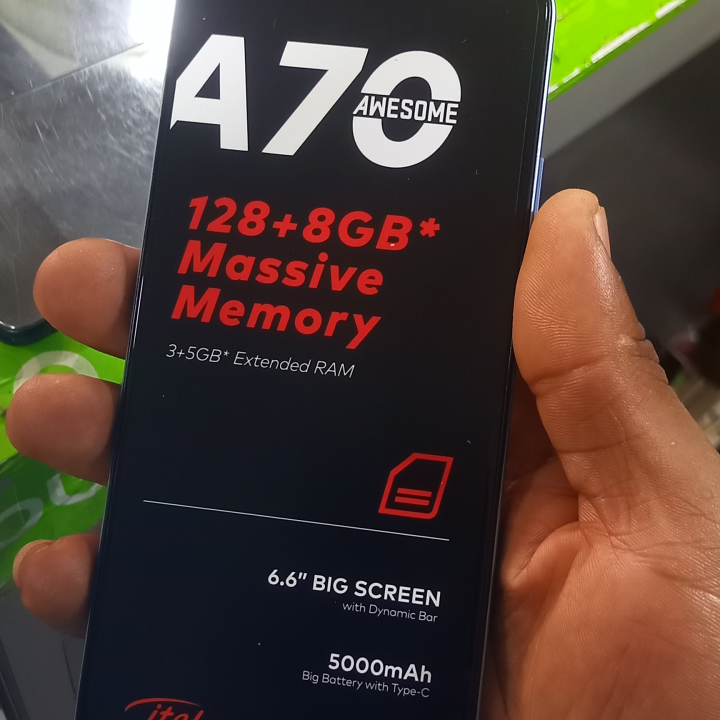 A70
AWESOME
128+8GB*
Massive
Memory
3+5GB* Extended RAM
6.6" BIG SCREEN
with Dynamic Bar
5000mAh
Big Battery with Type-C
itel